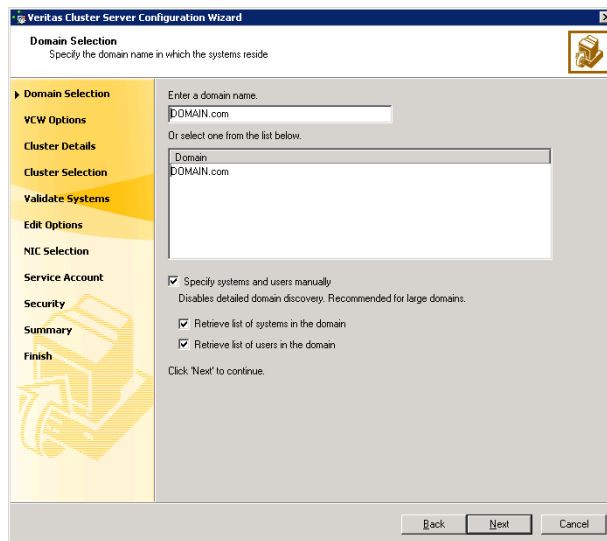 Veritas Cluster Server Configuration Wizard
Domain Selection
Specify the domain name in which the systems reside
Domain Selection
VCW Options
Cluster Details
Cluster Selection
Validate Systems
Edit Options
NIC Selection
Service Account
Security
Summary
Finish
Enter a domain name.
DOMAIN.com
Or select one from the list below.
Domain
DOMAIN.com
Specify systems and users manually
Disables detailed domain discovery. Recommended for large domains.
Retrieve list of systems in the domain
Retrieve list of users in the domain
Click 'Next' to continue.
Back
Next
Cancel